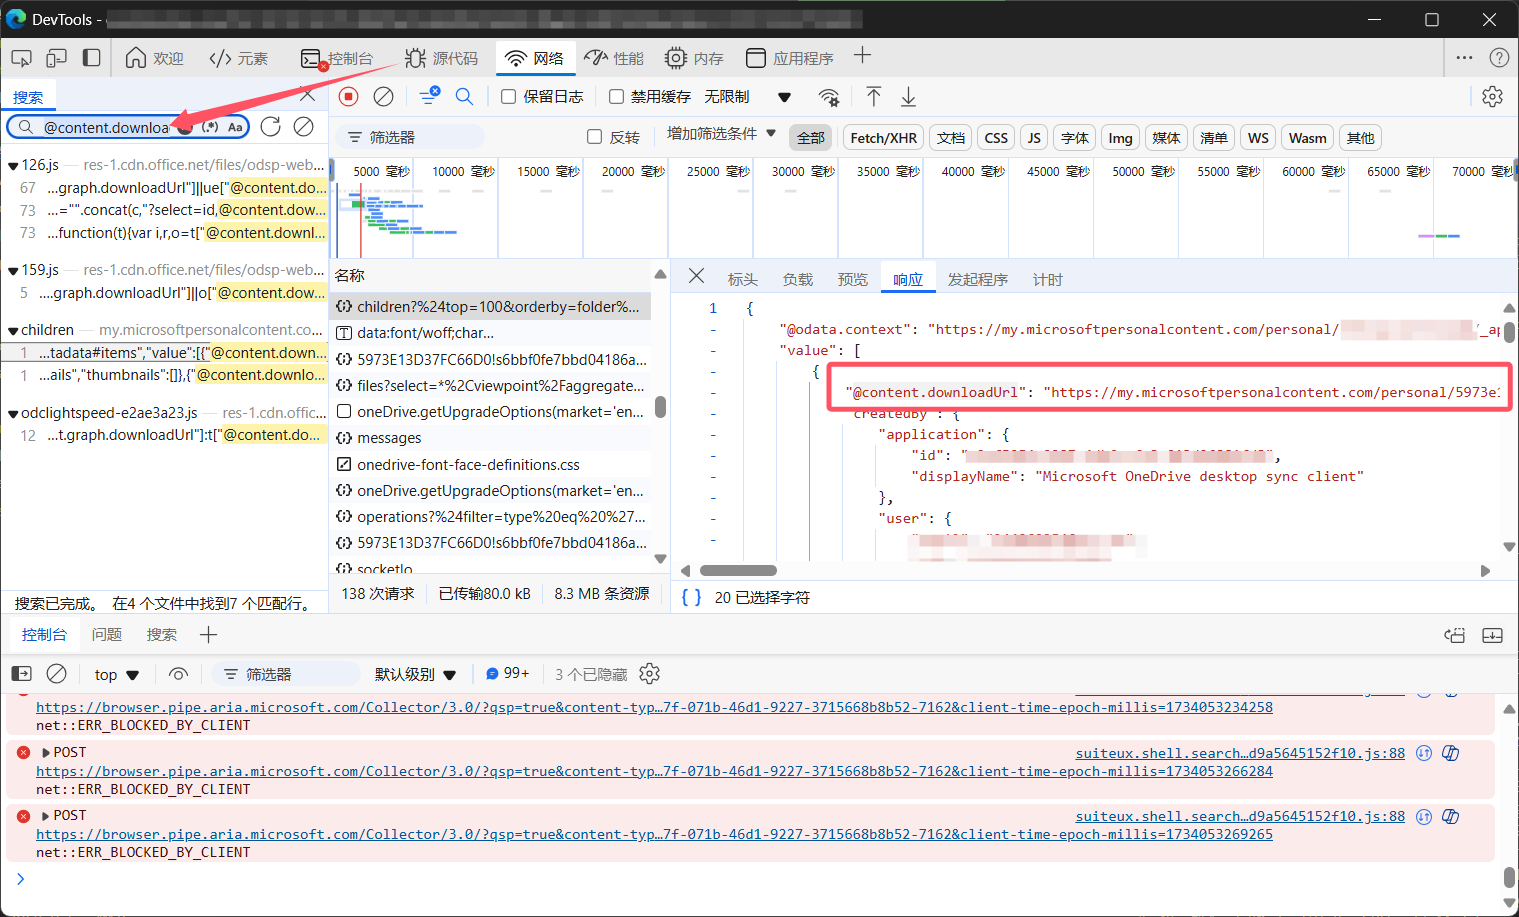 DevTools -
欢迎
元素
控制台
源代码
网络
性能
内存
应用程序
搜索
保留日志
禁用缓存
无限制
@content.downloa
(.*)
Aa
筛选器
反转
增加筛选条件
全部
Fetch/XHR
文档
CSS
JS
字体
Img
媒体
清单
WS
Wasm
其他
5000 毫秒
10000 毫秒
15000 毫秒
20000 毫秒
25000 毫秒
30000 毫秒
35000 毫秒
40000 毫秒
45000 毫秒
50000 毫秒
55000 毫秒
60000 毫秒
65000 毫秒
70000 毫秒
126.js — res-1.cdn.office.net/files/odsp-web...
67 ...graph.downloadUrl"]||ue["@content.do...
73 ...="".concat(c,"?select=id,@content.dow...
73 ...function(t){var i,r,o=t["@content.downl...
159.js — res-1.cdn.office.net/files/odsp-web...
5 ....graph.downloadUrl"]||o["@content.dow...
children — my.microsoftpersonalcontent.co...
1 ...tadata#items","value":[{"@content.down...
1 ...ails","thumbnails":[]},{"@content.downlo...
odclightspeed-e2ae3a23.js — res-1.cdn.offic...
12 ...t.graph.downloadUrl"]:t["@content.do...
搜索已完成。 在4 个文件中找到7 个匹配行。
名称
children?%24top=100&orderby=folder%...
data:font/woff;char...
5973E13D37FC66D0!s6bbf0fe7bbd04186a...
files?select=*%2Cviewpoint%2Faggregate...
oneDrive.getUpgradeOptions(market='en...
messages
onedrive-font-face-definitions.css
oneDrive.getUpgradeOptions(market='en...
operations?%24filter=type%20eq%20%27...
5973E13D37FC66D0!s6bbf0fe7bbd04186a...
socketIo
138 次请求
已传输80.0 kB
8.3 MB 条资源
标头
负载
预览
响应
发起程序
计时
1 {
- "@odata.context": "https://my.microsoftpersonalcontent.com/personal/
- "value": [
- {
- "@content.downloadUrl": "https://my.microsoftpersonalcontent.com/personal/5973e1
- "createdBy": {
- "application": {
- "id": "
- "displayName": "Microsoft OneDrive desktop sync client"
- },
- "user": {
{ } 20 已选择字符
控制台
问题
搜索
top
筛选器
默认级别
99+
3 个已隐藏
https://browser.pipe.aria.microsoft.com/Collector/3.0/?qsp=true&content-typ…7f-071b-46d1-9227-3715668b8b52-7162&client-time-epoch-millis=1734053234258
net::ERR_BLOCKED_BY_CLIENT
POST
suiteux.shell.search…d9a5645152f10.js:88
https://browser.pipe.aria.microsoft.com/Collector/3.0/?qsp=true&content-typ…7f-071b-46d1-9227-3715668b8b52-7162&client-time-epoch-millis=1734053266284
net::ERR_BLOCKED_BY_CLIENT
POST
suiteux.shell.search…d9a5645152f10.js:88
https://browser.pipe.aria.microsoft.com/Collector/3.0/?qsp=true&content-typ…7f-071b-46d1-9227-3715668b8b52-7162&client-time-epoch-millis=1734053269265
net::ERR_BLOCKED_BY_CLIENT